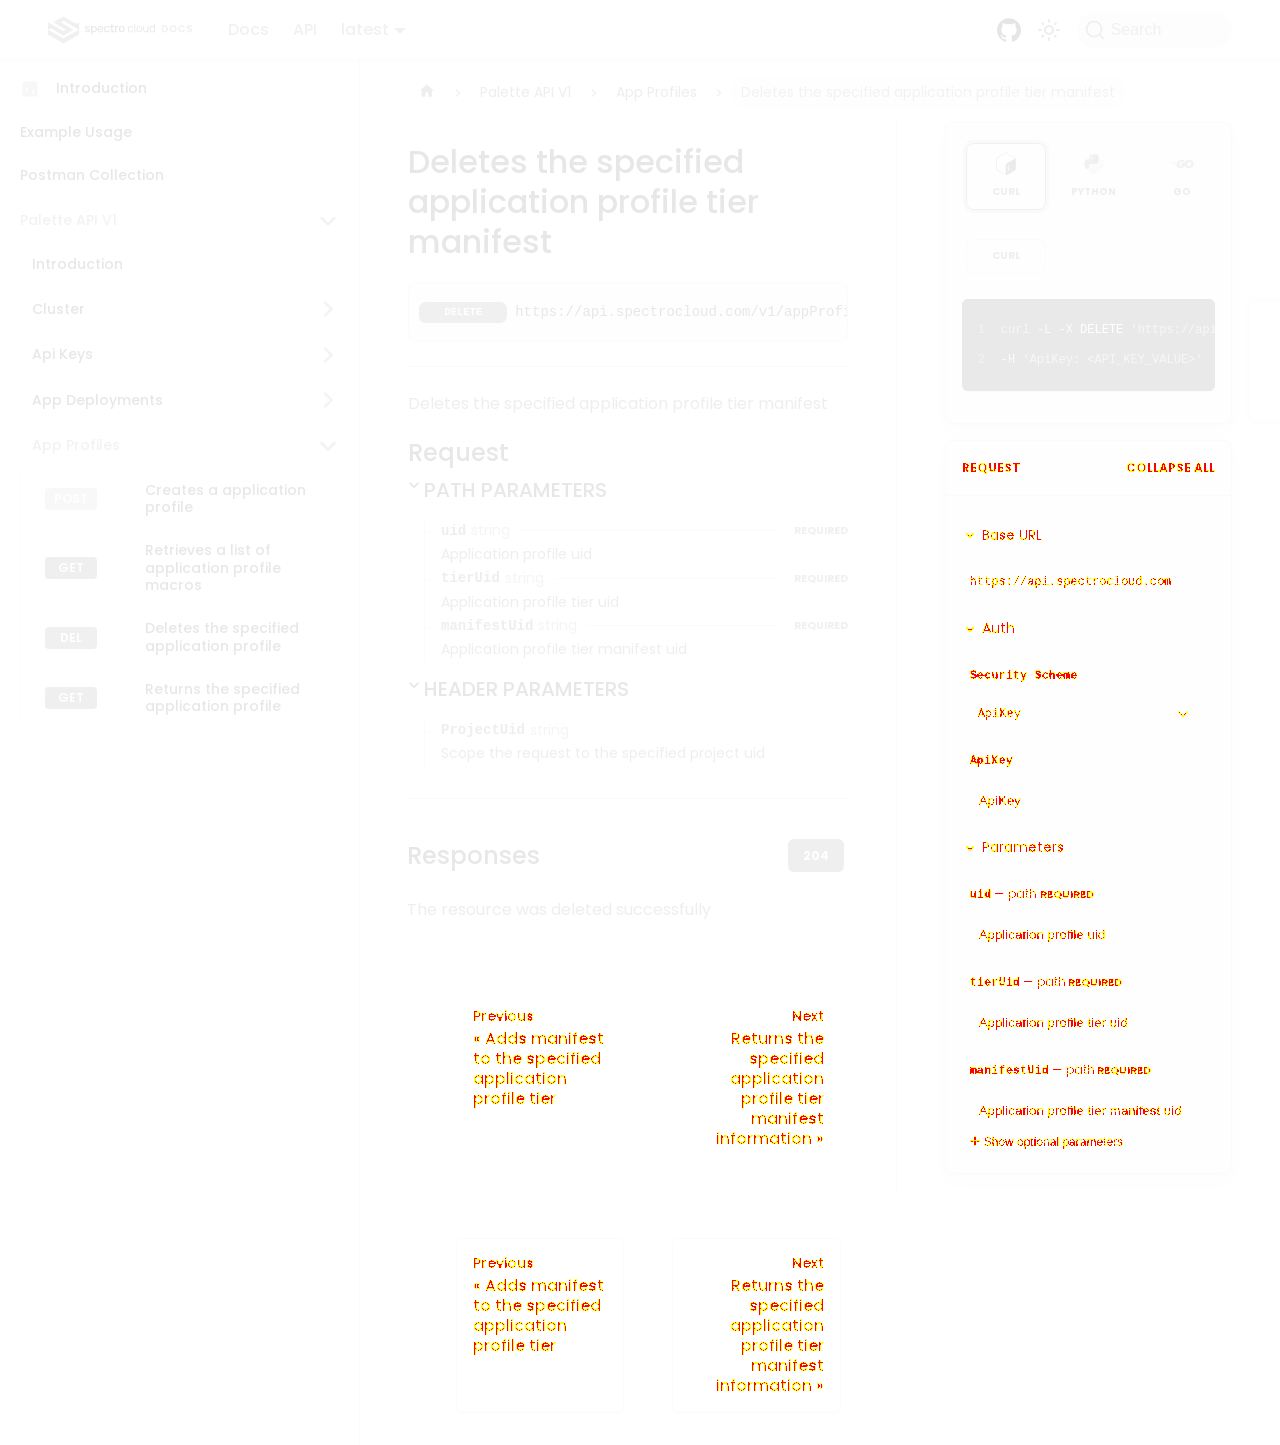 spectro cloud DOCS
Docs
API
latest
Search
Introduction
Example Usage
Postman Collection
Palette API V1
Introduction
Cluster
Api Keys
App Deployments
App Profiles
POST Creates a application
profile
GET Retrieves a list of
application profile
macros
DEL Deletes the specified
application profile
GET Returns the specified
application profile
Palette API V1
App Profiles
Deletes the specified application profile tier manifest
Deletes the specified
application profile tier
manifest
DELETE https://api.spectrocloud.com/v1/appProfi
Deletes the specified application profile tier manifest
Request
PATH PARAMETERS
uid string REQUIRED
Application profile uid
tierUid string REQUIRED
Application profile tier uid
manifestUid string REQUIRED
Application profile tier manifest uid
HEADER PARAMETERS
ProjectUid string
Scope the request to the specified project uid
Responses 204
The resource was deleted successfully
Previous
« Adds manifest
to the specified
application
profile tier
Next
Returns the
specified
application
profile tier
manifest
information »
Previous
« Adds manifest
to the specified
application
profile tier
Next
Returns the
specified
application
profile tier
manifest
information »
CURL PYTHON GO
CURL
1 curl -L -X DELETE 'https://api
2 -H 'ApiKey: <API_KEY_VALUE>'
REQUEST COLLAPSE ALL
Base URL
https://api.spectrocloud.com
Auth
Security Scheme
ApiKey
ApiKey
ApiKey
Parameters
uid — path REQUIRED
Application profile uid
tierUid — path REQUIRED
Application profile tier uid
manifestUid — path REQUIRED
Application profile tier manifest uid
Show optional parameters